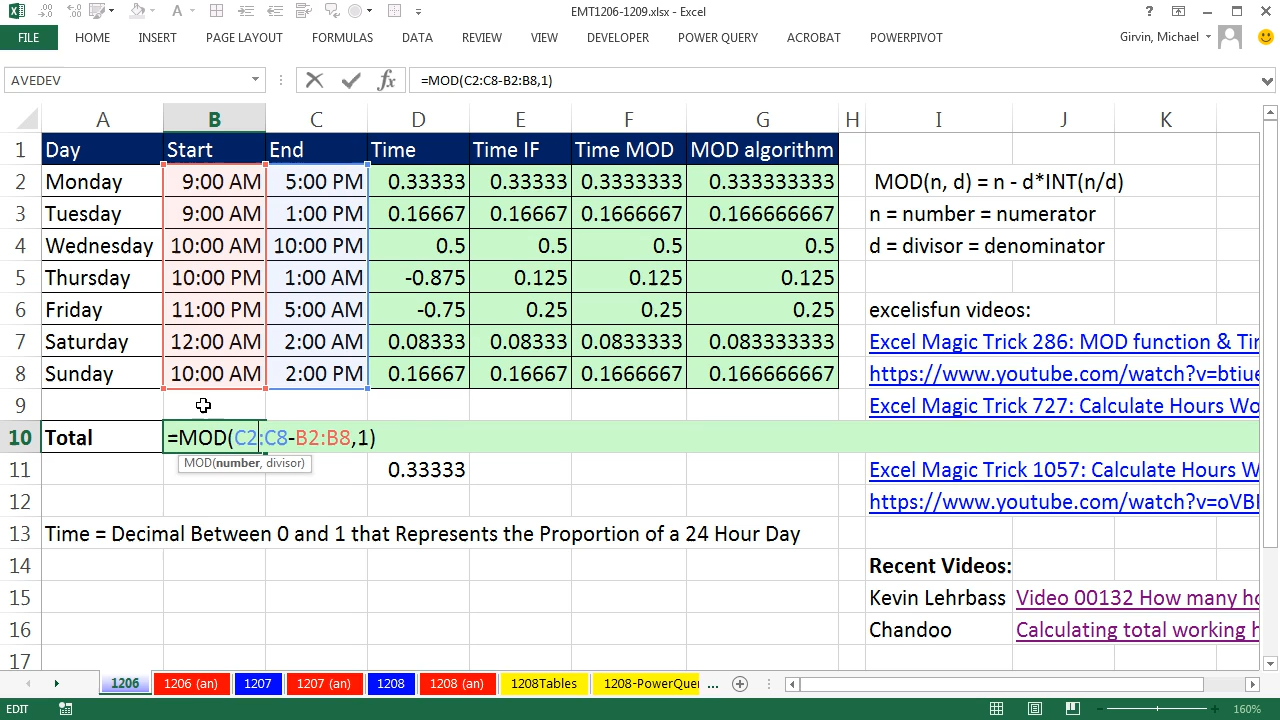 EMT1206-1209.xlsx - Excel
FILE HOME INSERT PAGE LAYOUT FORMULAS DATA REVIEW VIEW DEVELOPER POWER QUERY ACROBAT POWERPIVOT Girvin, Michael
AVEDEV fx =MOD(C2:C8-B2:B8,1)
A B C D E F G H I J K
1 Day Start End Time Time IF Time MOD MOD algorithm
2 Monday 9:00 AM 5:00 PM 0.33333 0.33333 0.3333333 0.333333333 MOD(n, d) = n - d*INT(n/d)
3 Tuesday 9:00 AM 1:00 PM 0.16667 0.16667 0.1666667 0.166666667 n = number = numerator
4 Wednesday 10:00 AM 10:00 PM 0.5 0.5 0.5 0.5 d = divisor = denominator
5 Thursday 10:00 PM 1:00 AM -0.875 0.125 0.125 0.125
6 Friday 11:00 PM 5:00 AM -0.75 0.25 0.25 0.25 excelisfun videos:
7 Saturday 12:00 AM 2:00 AM 0.08333 0.08333 0.0833333 0.083333333 Excel Magic Trick 286: MOD function & Tir
8 Sunday 10:00 AM 2:00 PM 0.16667 0.16667 0.1666667 0.166666667 https://www.youtube.com/watch?v=btiue
9 Excel Magic Trick 727: Calculate Hours Wo
10 Total =MOD(C2:C8-B2:B8,1)
MOD(number, divisor)
11 0.33333 Excel Magic Trick 1057: Calculate Hours W
12 https://www.youtube.com/watch?v=oVBI
13 Time = Decimal Between 0 and 1 that Represents the Proportion of a 24 Hour Day
14 Recent Videos:
15 Kevin Lehrbass Video 00132 How many ho
16 Chandoo Calculating total working h
17
1206 1206 (an) 1207 1207 (an) 1208 1208 (an) 1208Tables 1208-PowerQuer ...
EDIT 160%